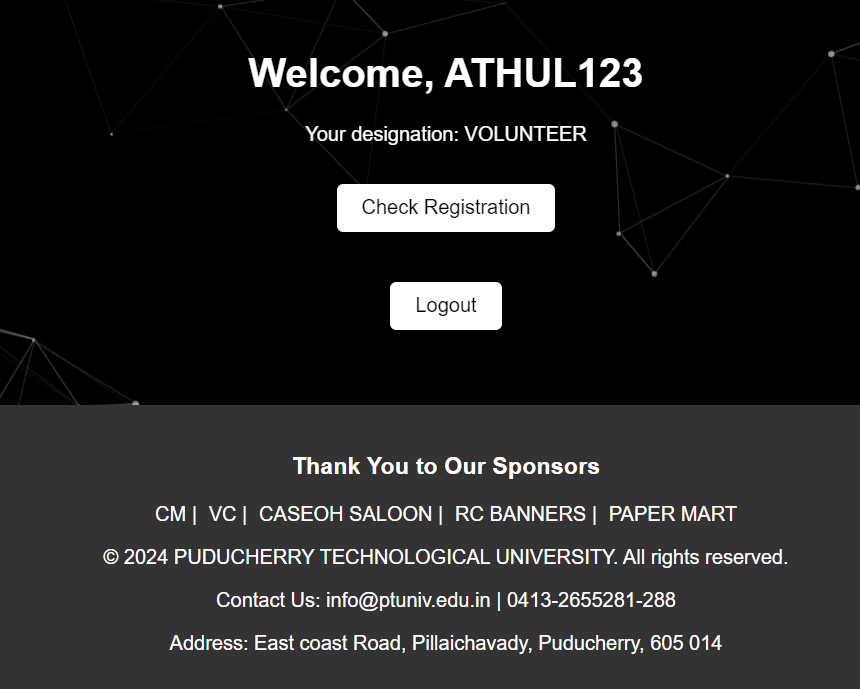 Welcome, ATHUL123
Your designation: VOLUNTEER
Check Registration
Logout
Thank You to Our Sponsors
CM | VC | CASEOH SALOON | RC BANNERS | PAPER MART
© 2024 PUDUCHERRY TECHNOLOGICAL UNIVERSITY. All rights reserved.
Contact Us: info@ptuniv.edu.in | 0413-2655281-288
Address: East coast Road, Pillaichavady, Puducherry, 605 014